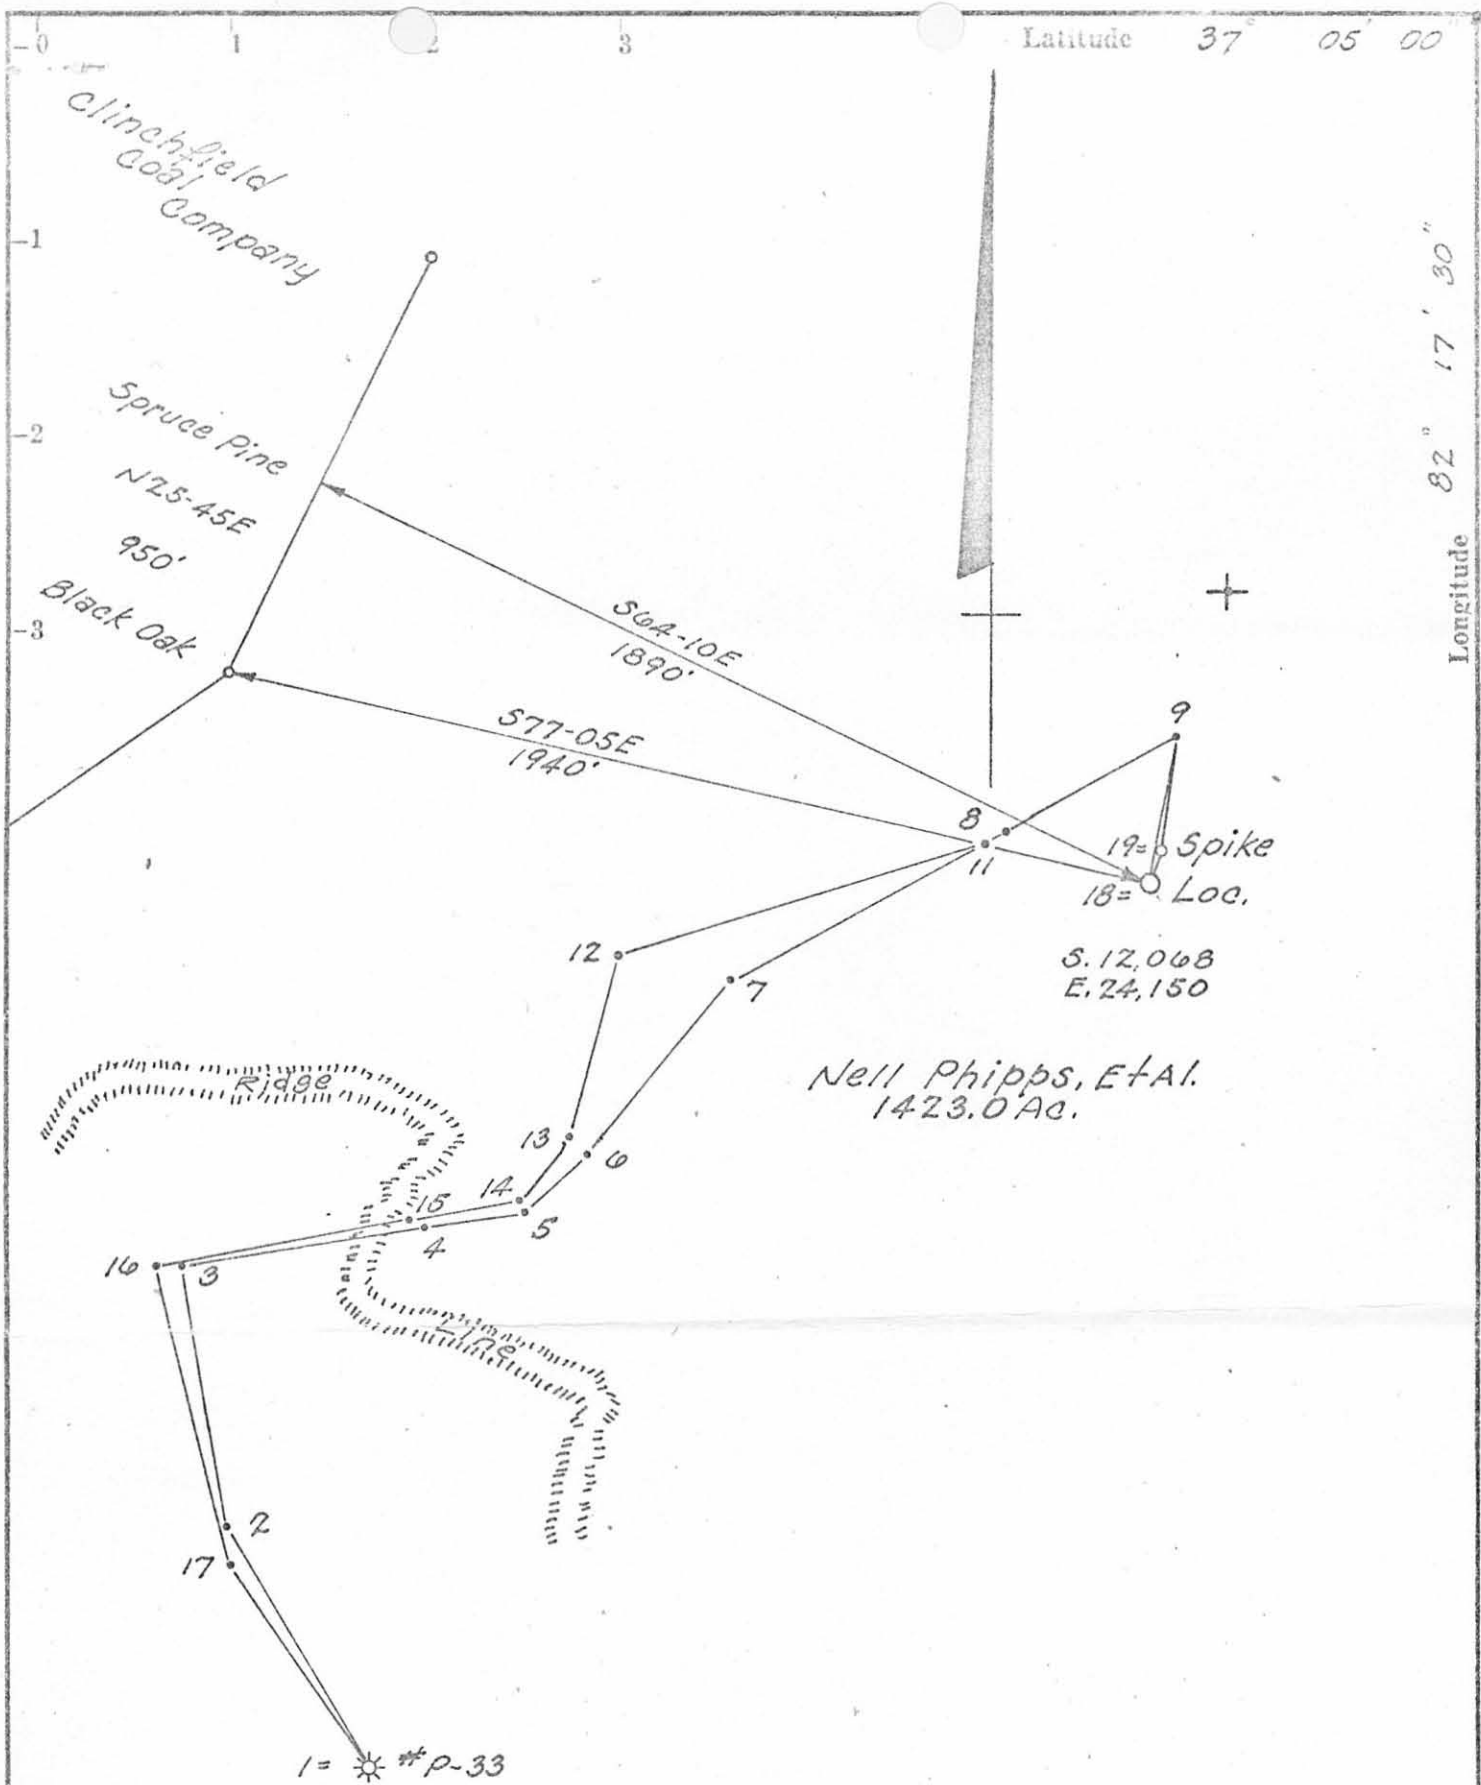 -0 1 2 3 Latitude 37° 05' 00"
Clinchfield
Coal
Company
-1
82° 17' 30"
Longitude
Spruce Pine
-2
N25-45E
950'
Black Oak
-3
S64-10E
1890'
S77-05E
1940'
9
8
11
19= Spike
18= Loc.
12
7
S. 12,068
E. 24,150
Nell Phipps, Et Al.
1423.0 Ac.
Ridge
13
6
14
15
5
4
16
3
Line
2
17
1= #P-33